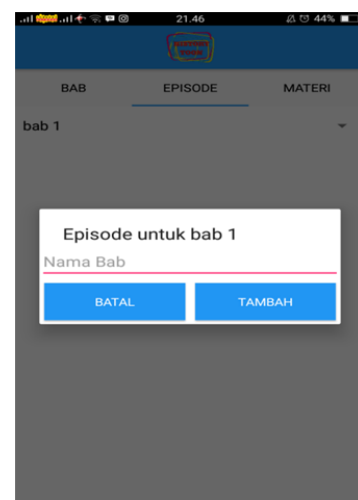 21.46 44%
BAB EPISODE MATERI
bab 1
Episode untuk bab 1
Nama Bab
BATAL TAMBAH